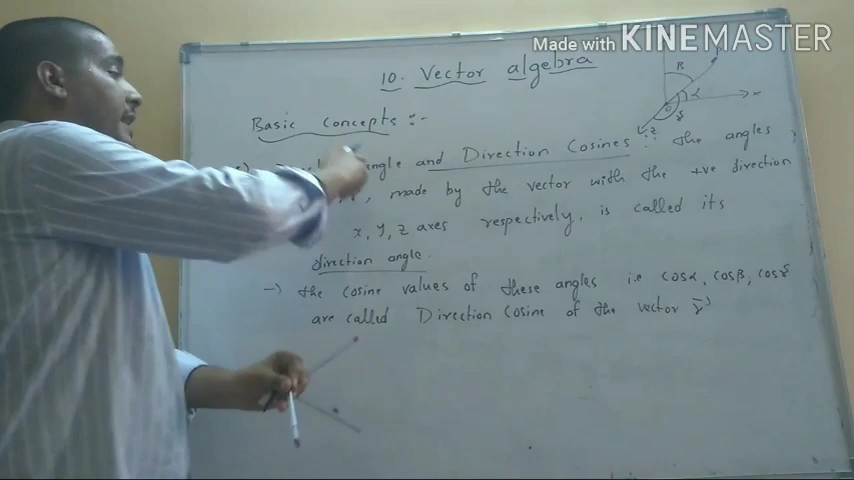 Made with KINEMASTER
10. Vector algebra
Basic concepts :-
angle and Direction Cosines :- the angles
, made by the vector with the +ve direction
x, y, z axes respectively, is called its
direction angle.
→ the cosine values of these angles i.e cosα, cosβ, cosγ
are called Direction Cosine of the vector